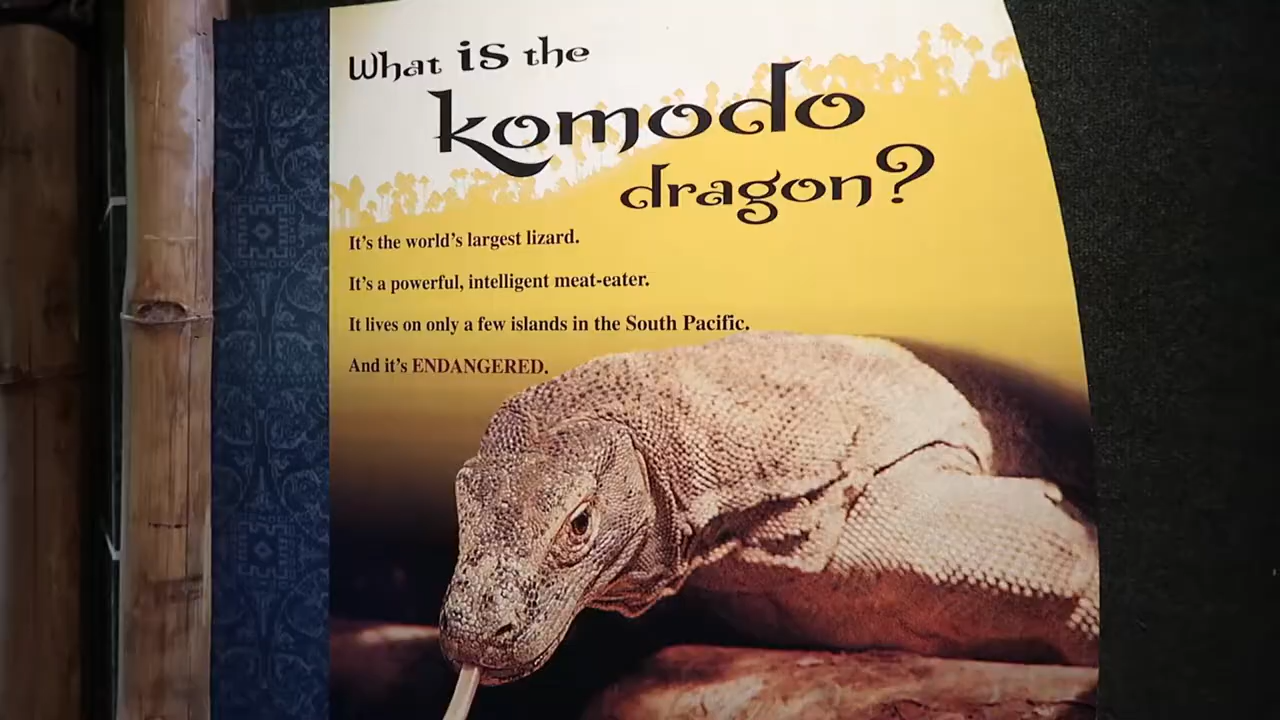 What is the
komodo
dragon?
It's the world's largest lizard.
It's a powerful, intelligent meat-eater.
It lives on only a few islands in the South Pacific.
And it's ENDANGERED.